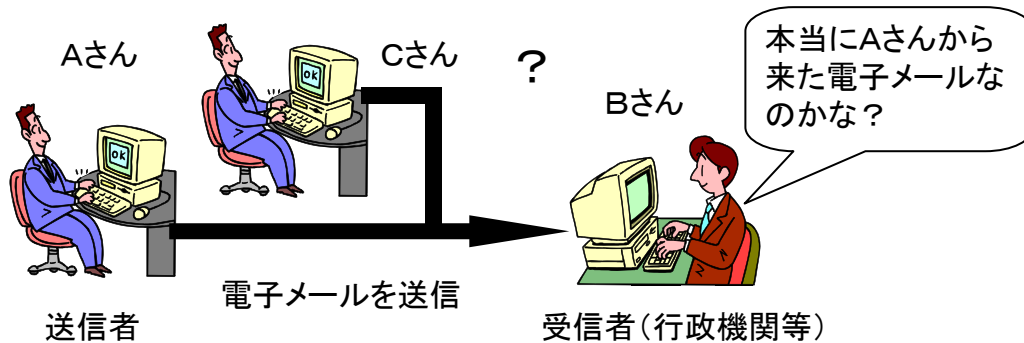 Aさん
Cさん
?
本当にAさんから
来た電子メールな
のかな？
Bさん
OK
OK
電子メールを送信
送信者
受信者（行政機関等）